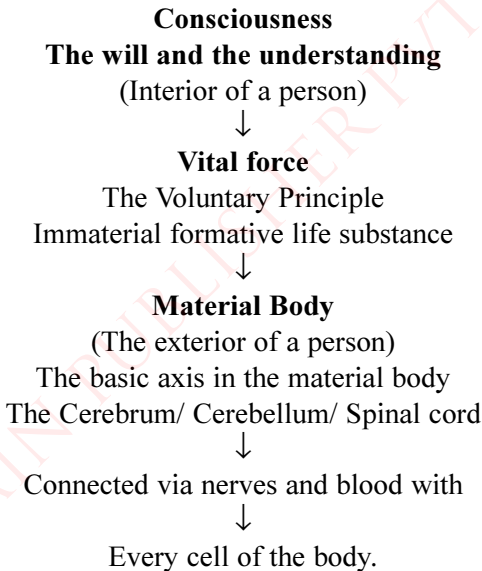 Consciousness
The will and the understanding
(Interior of a person)
↓
Vital force
The Voluntary Principle
Immaterial formative life substance
↓
Material Body
(The exterior of a person)
The basic axis in the material body
The Cerebrum/ Cerebellum/ Spinal cord
↓
Connected via nerves and blood with
↓
Every cell of the body.